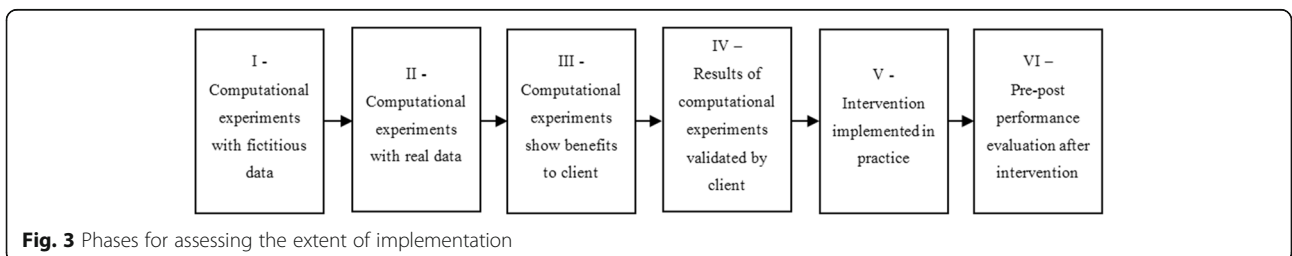 I -
Computational
experiments
with fictitious
data
II -
Computational
experiments
with real data
III -
Computational
experiments
show benefits
to client
IV –
Results of
computational
experiments
validated by
client
V -
Intervention
implemented in
practice
VI –
Pre-post
performance
evaluation after
intervention
Fig. 3 Phases for assessing the extent of implementation